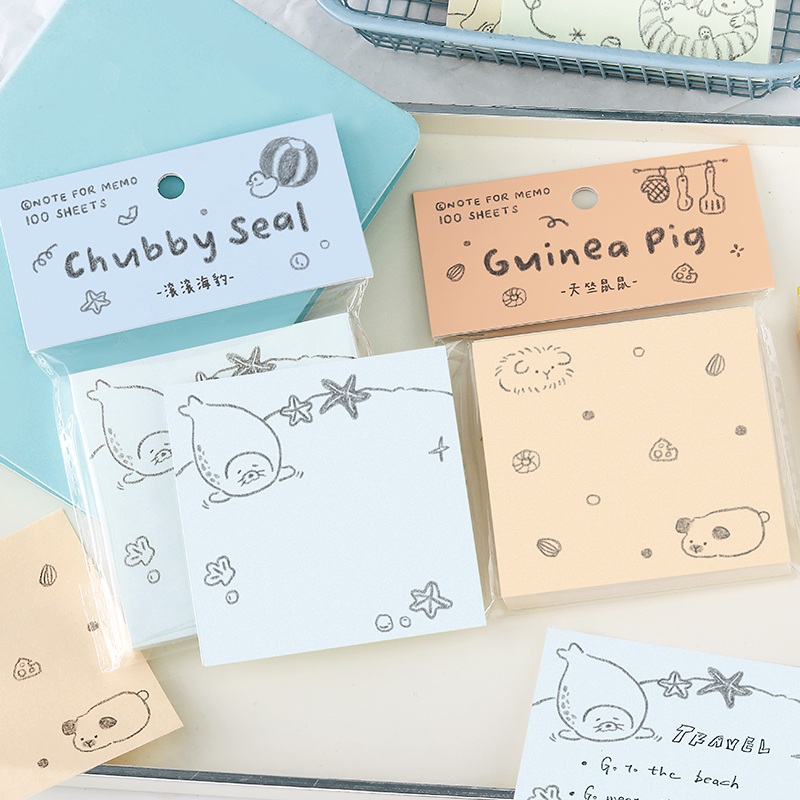 ©NOTE FOR MEMO
100 SHEETS
Chubby Seal
-滚滚海豹-
©NOTE FOR MEMO
100 SHEETS
Guinea Pig
-天竺鼠鼠-
TRAVEL
• Go to the beach
• Go